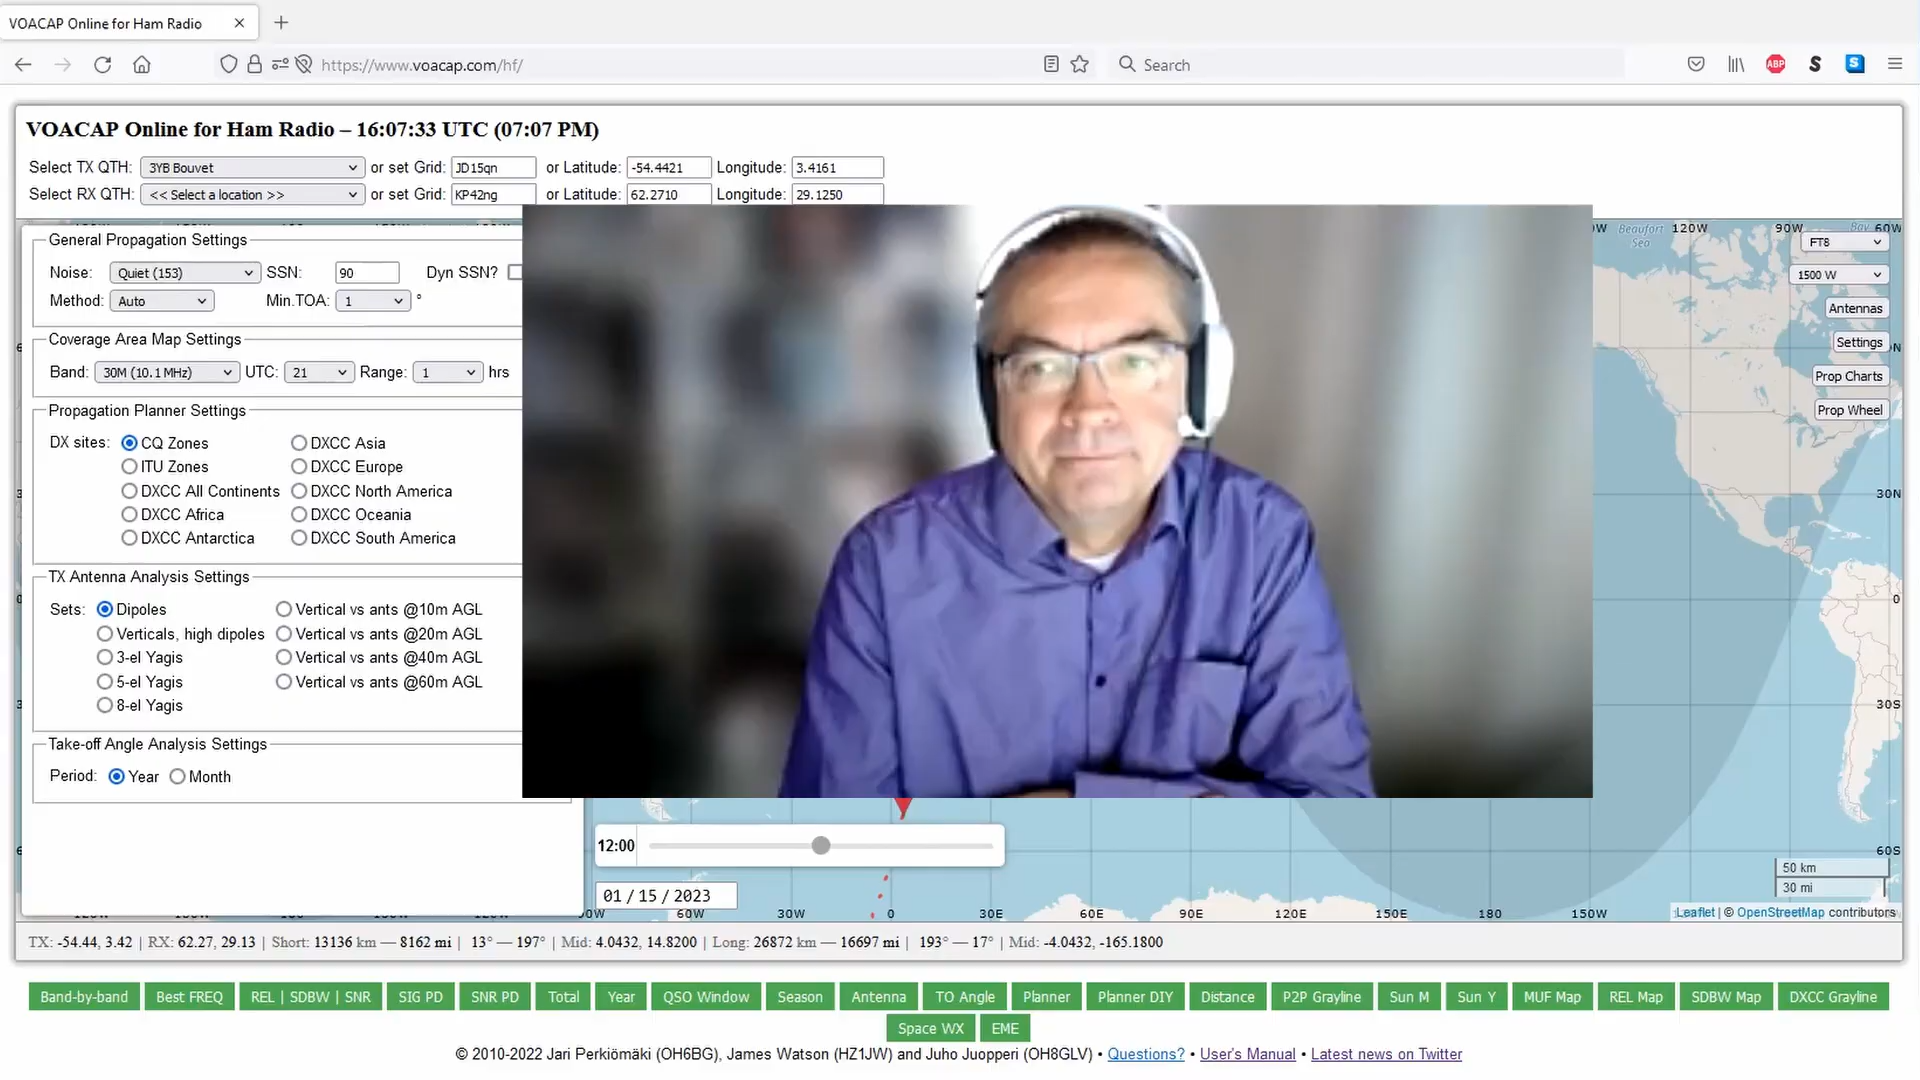 VOACAP Online for Ham Radio
https://www.voacap.com/hf/
Search
ABP
S
S
VOACAP Online for Ham Radio – 16:07:33 UTC (07:07 PM)
Select TX QTH: 3YB Bouvet or set Grid: JD15qn or Latitude: -54.4421 Longitude: 3.4161
Select RX QTH: << Select a location >> or set Grid: KP42ng or Latitude: 62.2710 Longitude: 29.1250
General Propagation Settings
Noise: Quiet (153) SSN: 90 Dyn SSN?
Method: Auto Min.TOA: 1 °
Coverage Area Map Settings
Band: 30M (10.1 MHz) UTC: 21 Range: 1 hrs
Propagation Planner Settings
DX sites: CQ Zones DXCC Asia
ITU Zones DXCC Europe
DXCC All Continents DXCC North America
DXCC Africa DXCC Oceania
DXCC Antarctica DXCC South America
TX Antenna Analysis Settings
Sets: Dipoles Vertical vs ants @10m AGL
Verticals, high dipoles Vertical vs ants @20m AGL
3-el Yagis Vertical vs ants @40m AGL
5-el Yagis Vertical vs ants @60m AGL
8-el Yagis
Take-off Angle Analysis Settings
Period: Year Month
Beaufort Sea 120W 90W 60W
FT8
1500 W
Antennas
Settings
Prop Charts
Prop Wheel
30N
0
30S
60S
12:00
01 / 15 / 2023
60W 30W 0 30E 60E 90E 120E 150E 180 150W
50 km
30 mi
Leaflet | © OpenStreetMap contributors
TX: -54.44, 3.42 | RX: 62.27, 29.13 | Short: 13136 km — 8162 mi | 13° — 197° | Mid: 4.0432, 14.8200 | Long: 26872 km — 16697 mi | 193° — 17° | Mid: -4.0432, -165.1800
Band-by-band Best FREQ REL | SDBW | SNR SIG PD SNR PD Total Year QSO Window Season Antenna TO Angle Planner Planner DIY Distance P2P Grayline Sun M Sun Y MUF Map REL Map SDBW Map DXCC Grayline
Space WX EME
© 2010-2022 Jari Perkiömäki (OH6BG), James Watson (HZ1JW) and Juho Juopperi (OH8GLV) • Questions? • User's Manual • Latest news on Twitter